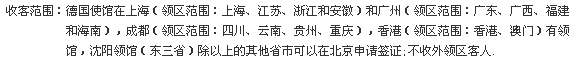 收客范围：德国使馆在上海（领区范围：上海、江苏、浙江和安徽）和广州（领区范围：广东、广西、福建
和海南），成都（领区范围：四川、云南、贵州、重庆），香港（领区范围：香港、澳门）有领
馆，沈阳领馆（东三省）除以上的其他省市可以在北京申请签证;不收外领区客人.